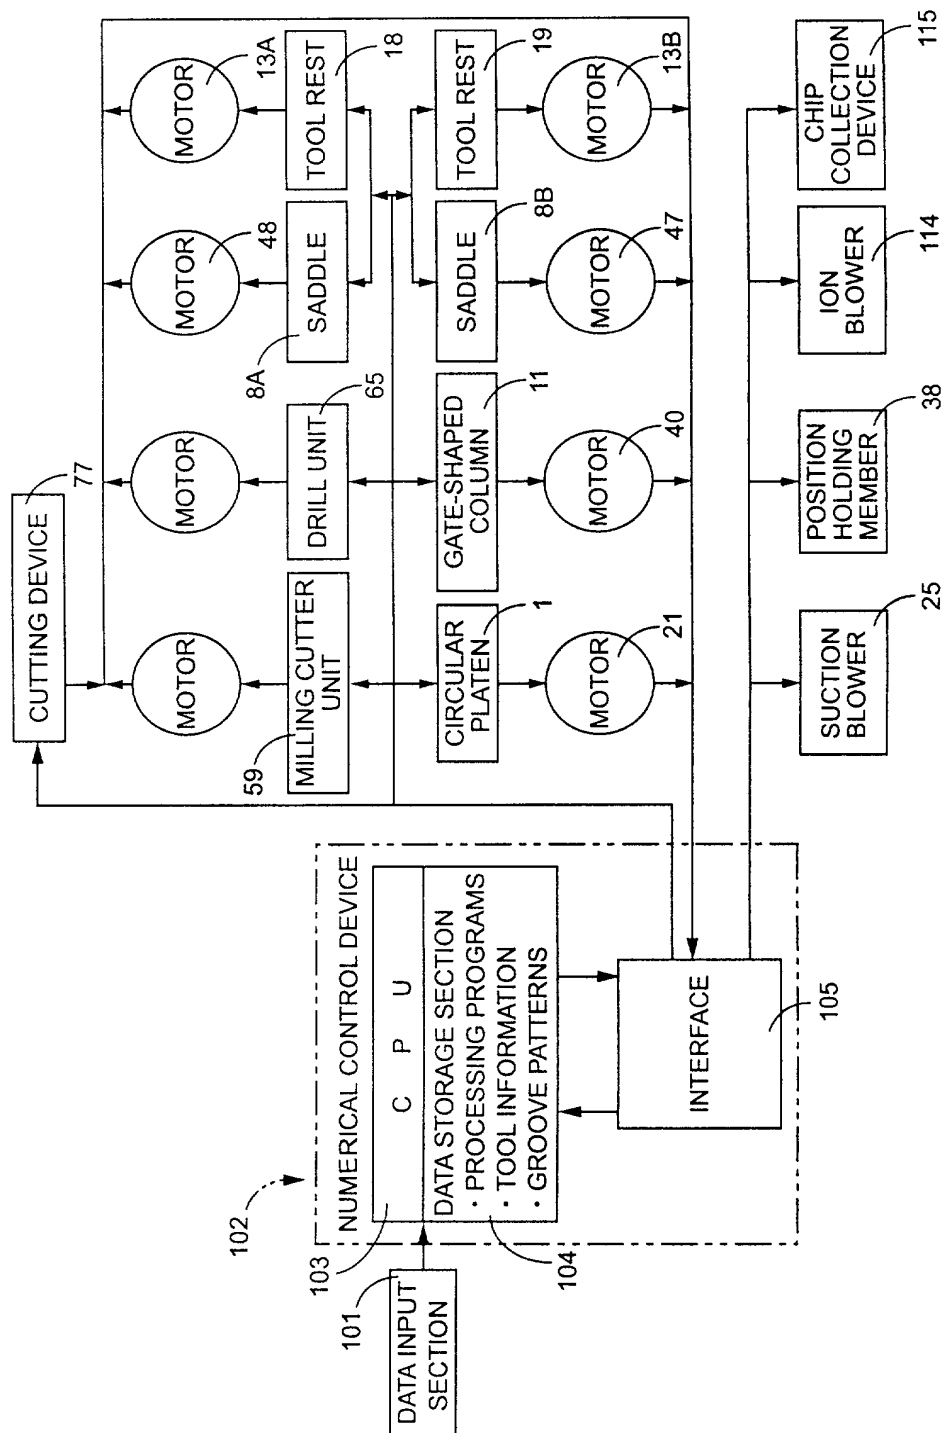 CUTTING DEVICE
77
MOTOR
MOTOR
MOTOR
48
MOTOR
13A
59
MILLING CUTTER
UNIT
DRILL UNIT
65
8A
SADDLE
TOOL REST
18
CIRCULAR
PLATEN
1
GATE-SHAPED
COLUMN
11
SADDLE
8B
TOOL REST
19
MOTOR
21
MOTOR
40
MOTOR
47
MOTOR
13B
102
NUMERICAL CONTROL DEVICE
103
C P U
101
DATA INPUT
SECTION
DATA STORAGE SECTION
· PROCESSING PROGRAMS
· TOOL INFORMATION
· GROOVE PATTERNS
104
INTERFACE
105
SUCTION
BLOWER
25
POSITION
HOLDING
MEMBER
38
ION
BLOWER
114
CHIP
COLLECTION
DEVICE
115